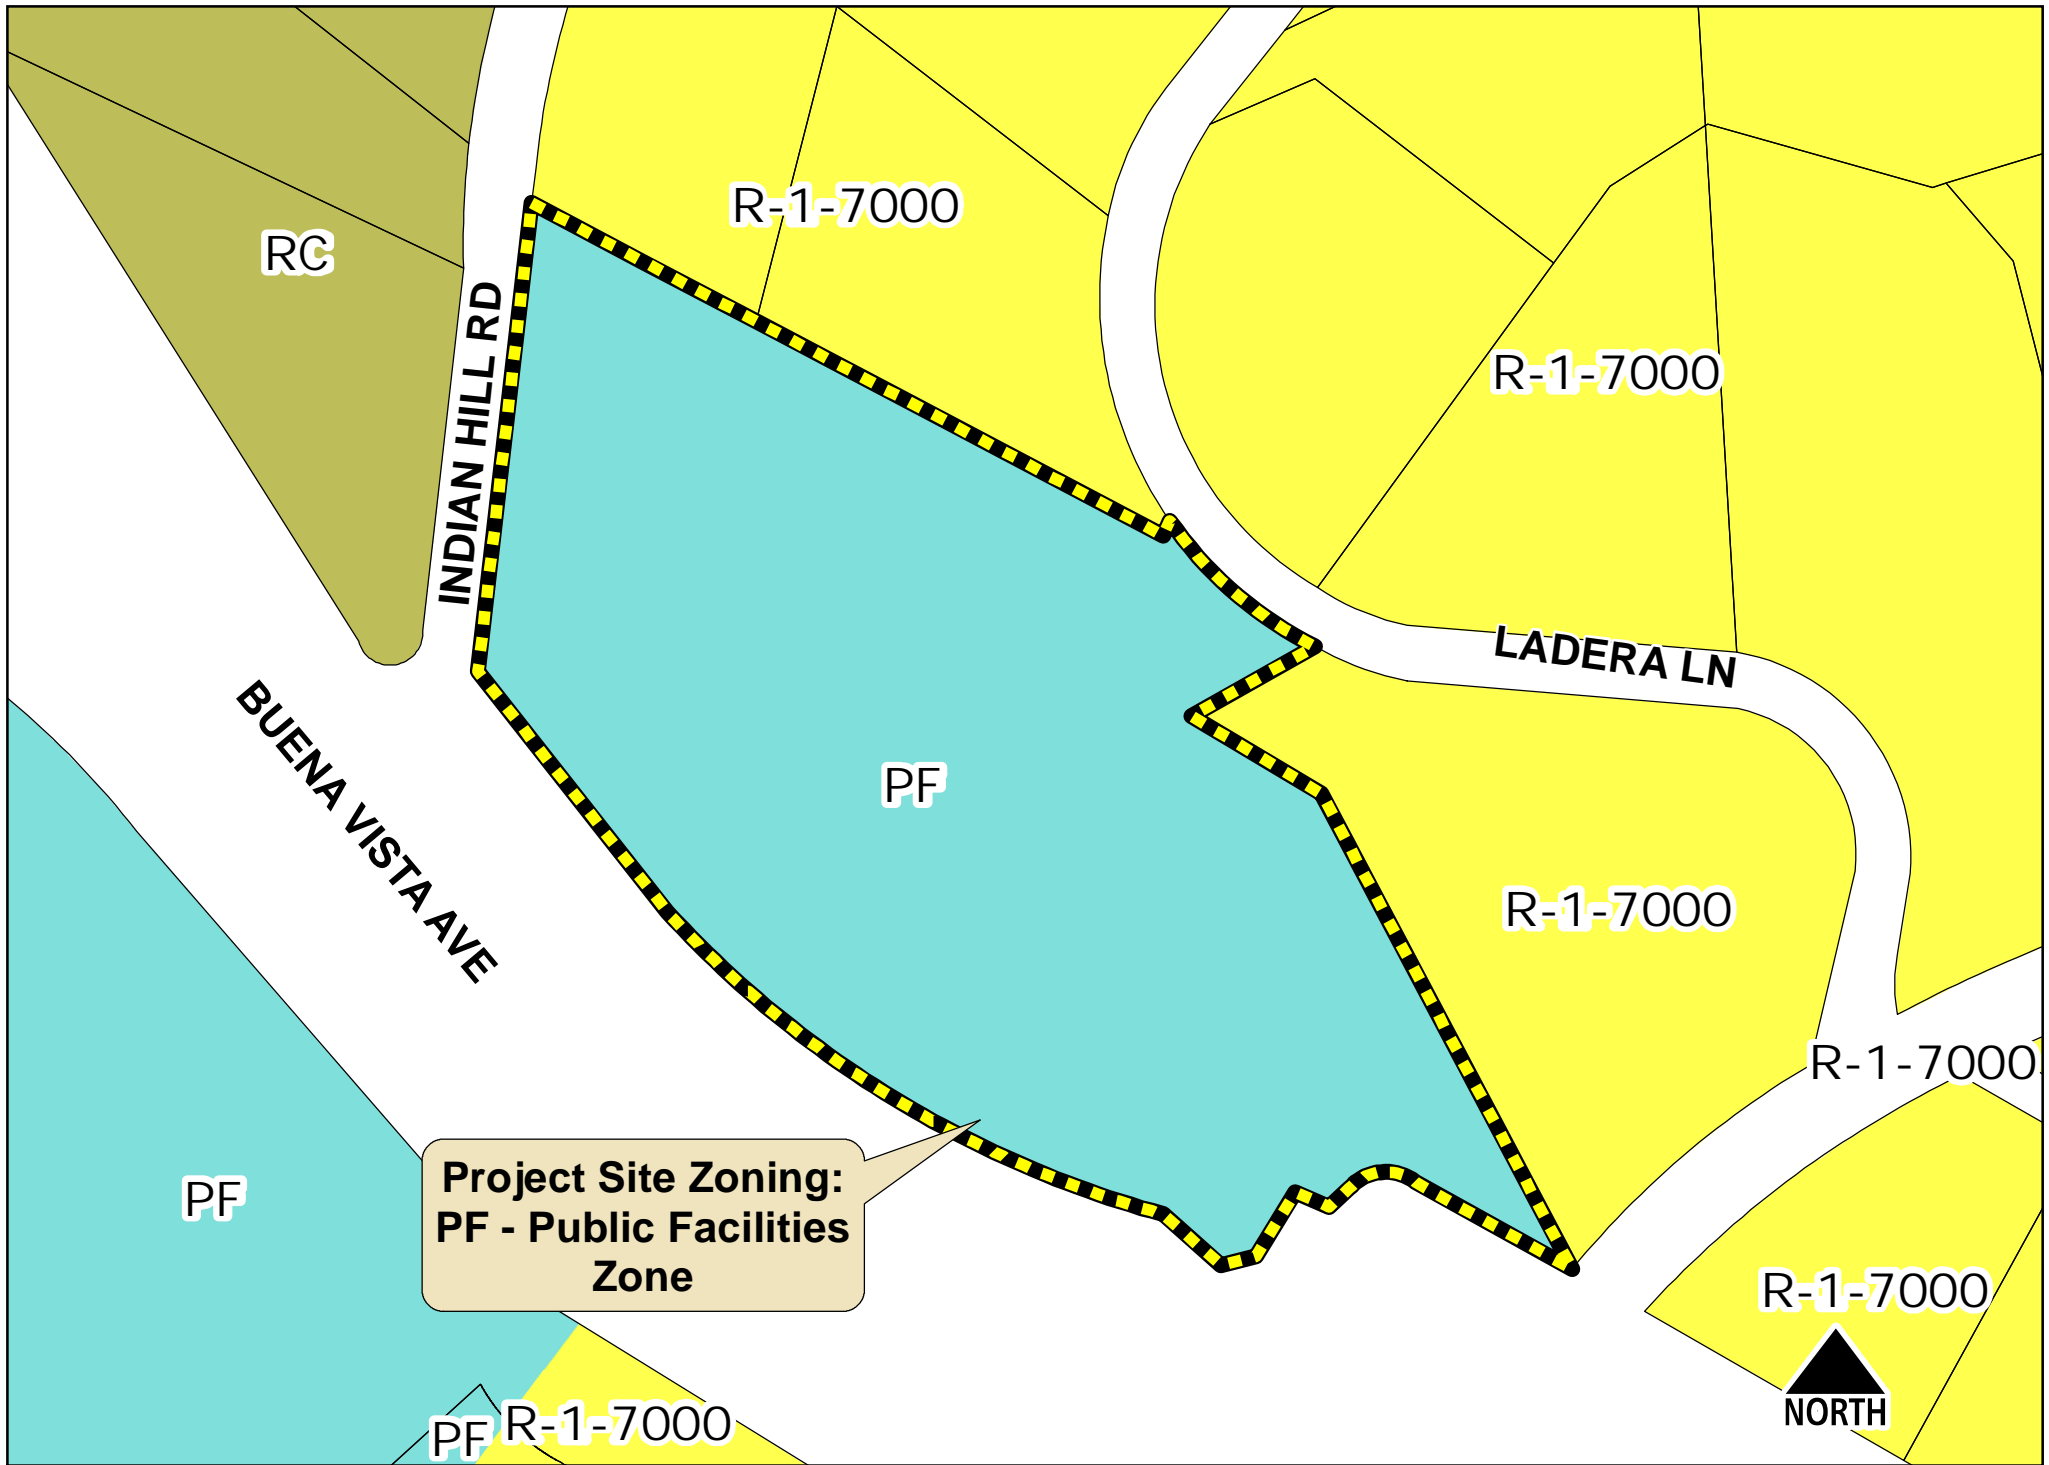 R-1-7000
RC
INDIAN HILL RD
R-1-7000
LADERA LN
BUENA VISTA AVE
PF
R-1-7000
R-1-7000
Project Site Zoning:
PF - Public Facilities
Zone
PF
R-1-7000
NORTH
PF
R-1-7000